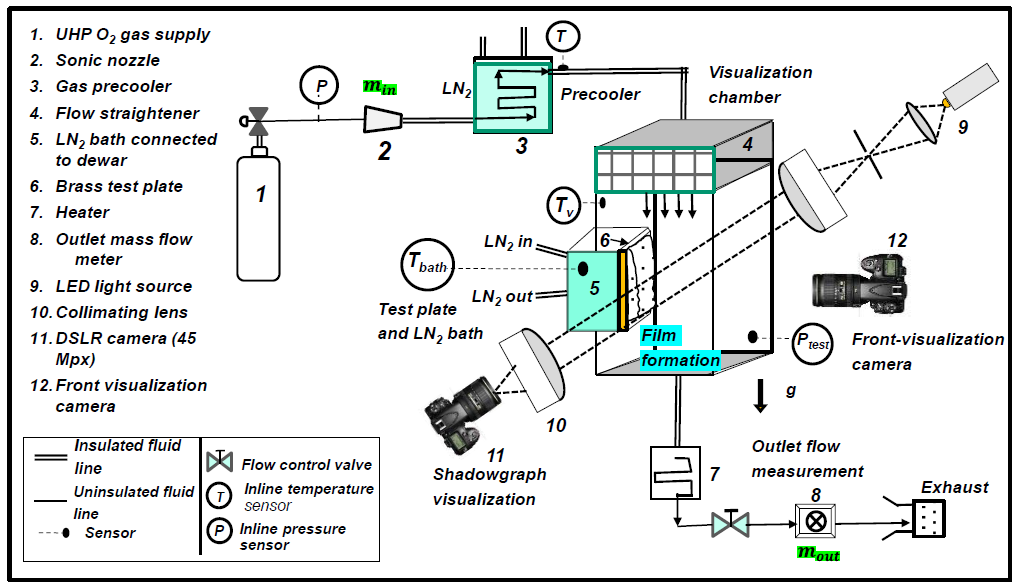 1. UHP O2 gas supply
2. Sonic nozzle
3. Gas precooler
4. Flow straightener
5. LN2 bath connected
to dewar
6. Brass test plate
7. Heater
8. Outlet mass flow
meter
9. LED light source
10. Collimating lens
11. DSLR camera (45
Mpx)
12. Front visualization
camera
P
m_in
2
1
LN2
3
T
Precooler
Visualization
chamber
4
9
Tv
6
LN2 in
Tbath
5
LN2 out
Test plate
and LN2 bath
Film
formation
12
Ptest
Front-visualization
camera
g
10
11
Shadowgraph
visualization
7
Outlet flow
measurement
8
Exhaust
m_out
Insulated fluid
line
Uninsulated fluid
line
Sensor
Flow control valve
T
Inline temperature
sensor
P
Inline pressure
sensor